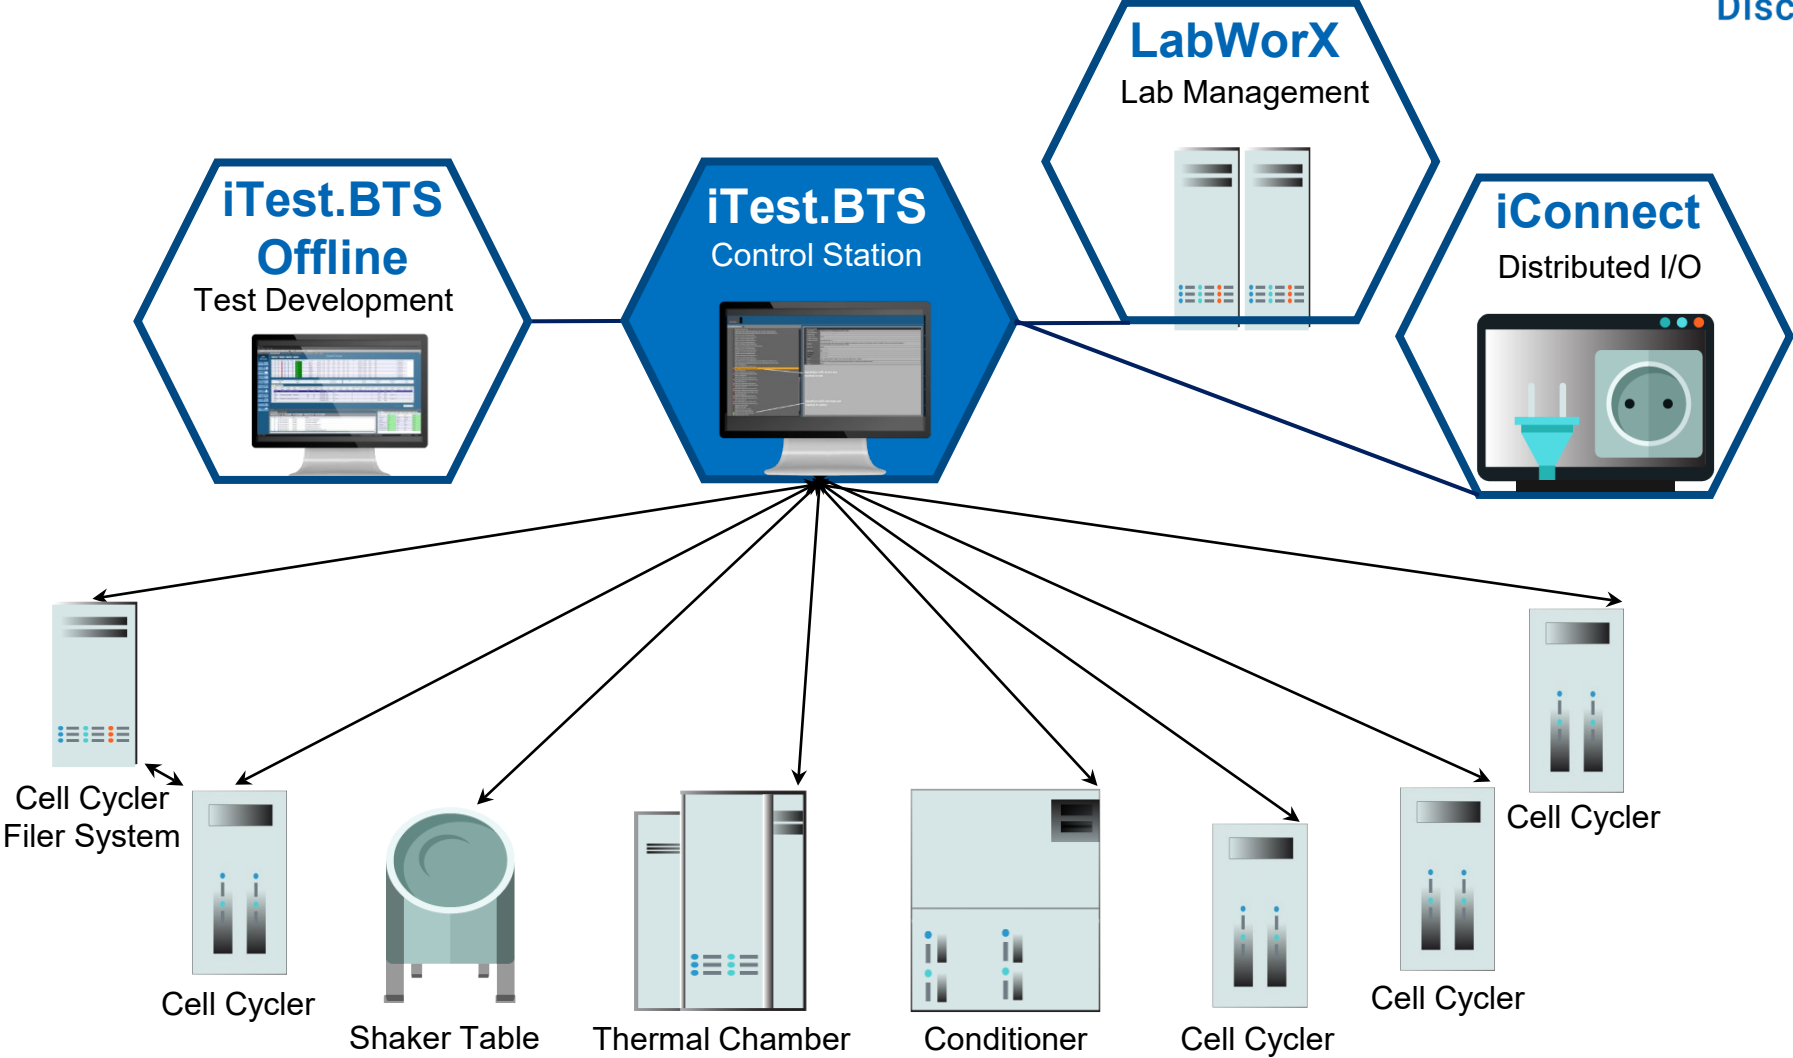 LabWorX
Lab Management
iTest.BTS
Offline
Test Development
iTest.BTS
Control Station
iConnect
Distributed I/O
Cell Cycler
Filer System
Cell Cycler
Shaker Table
Thermal Chamber
Conditioner
Cell Cycler
Cell Cycler
Cell Cycler